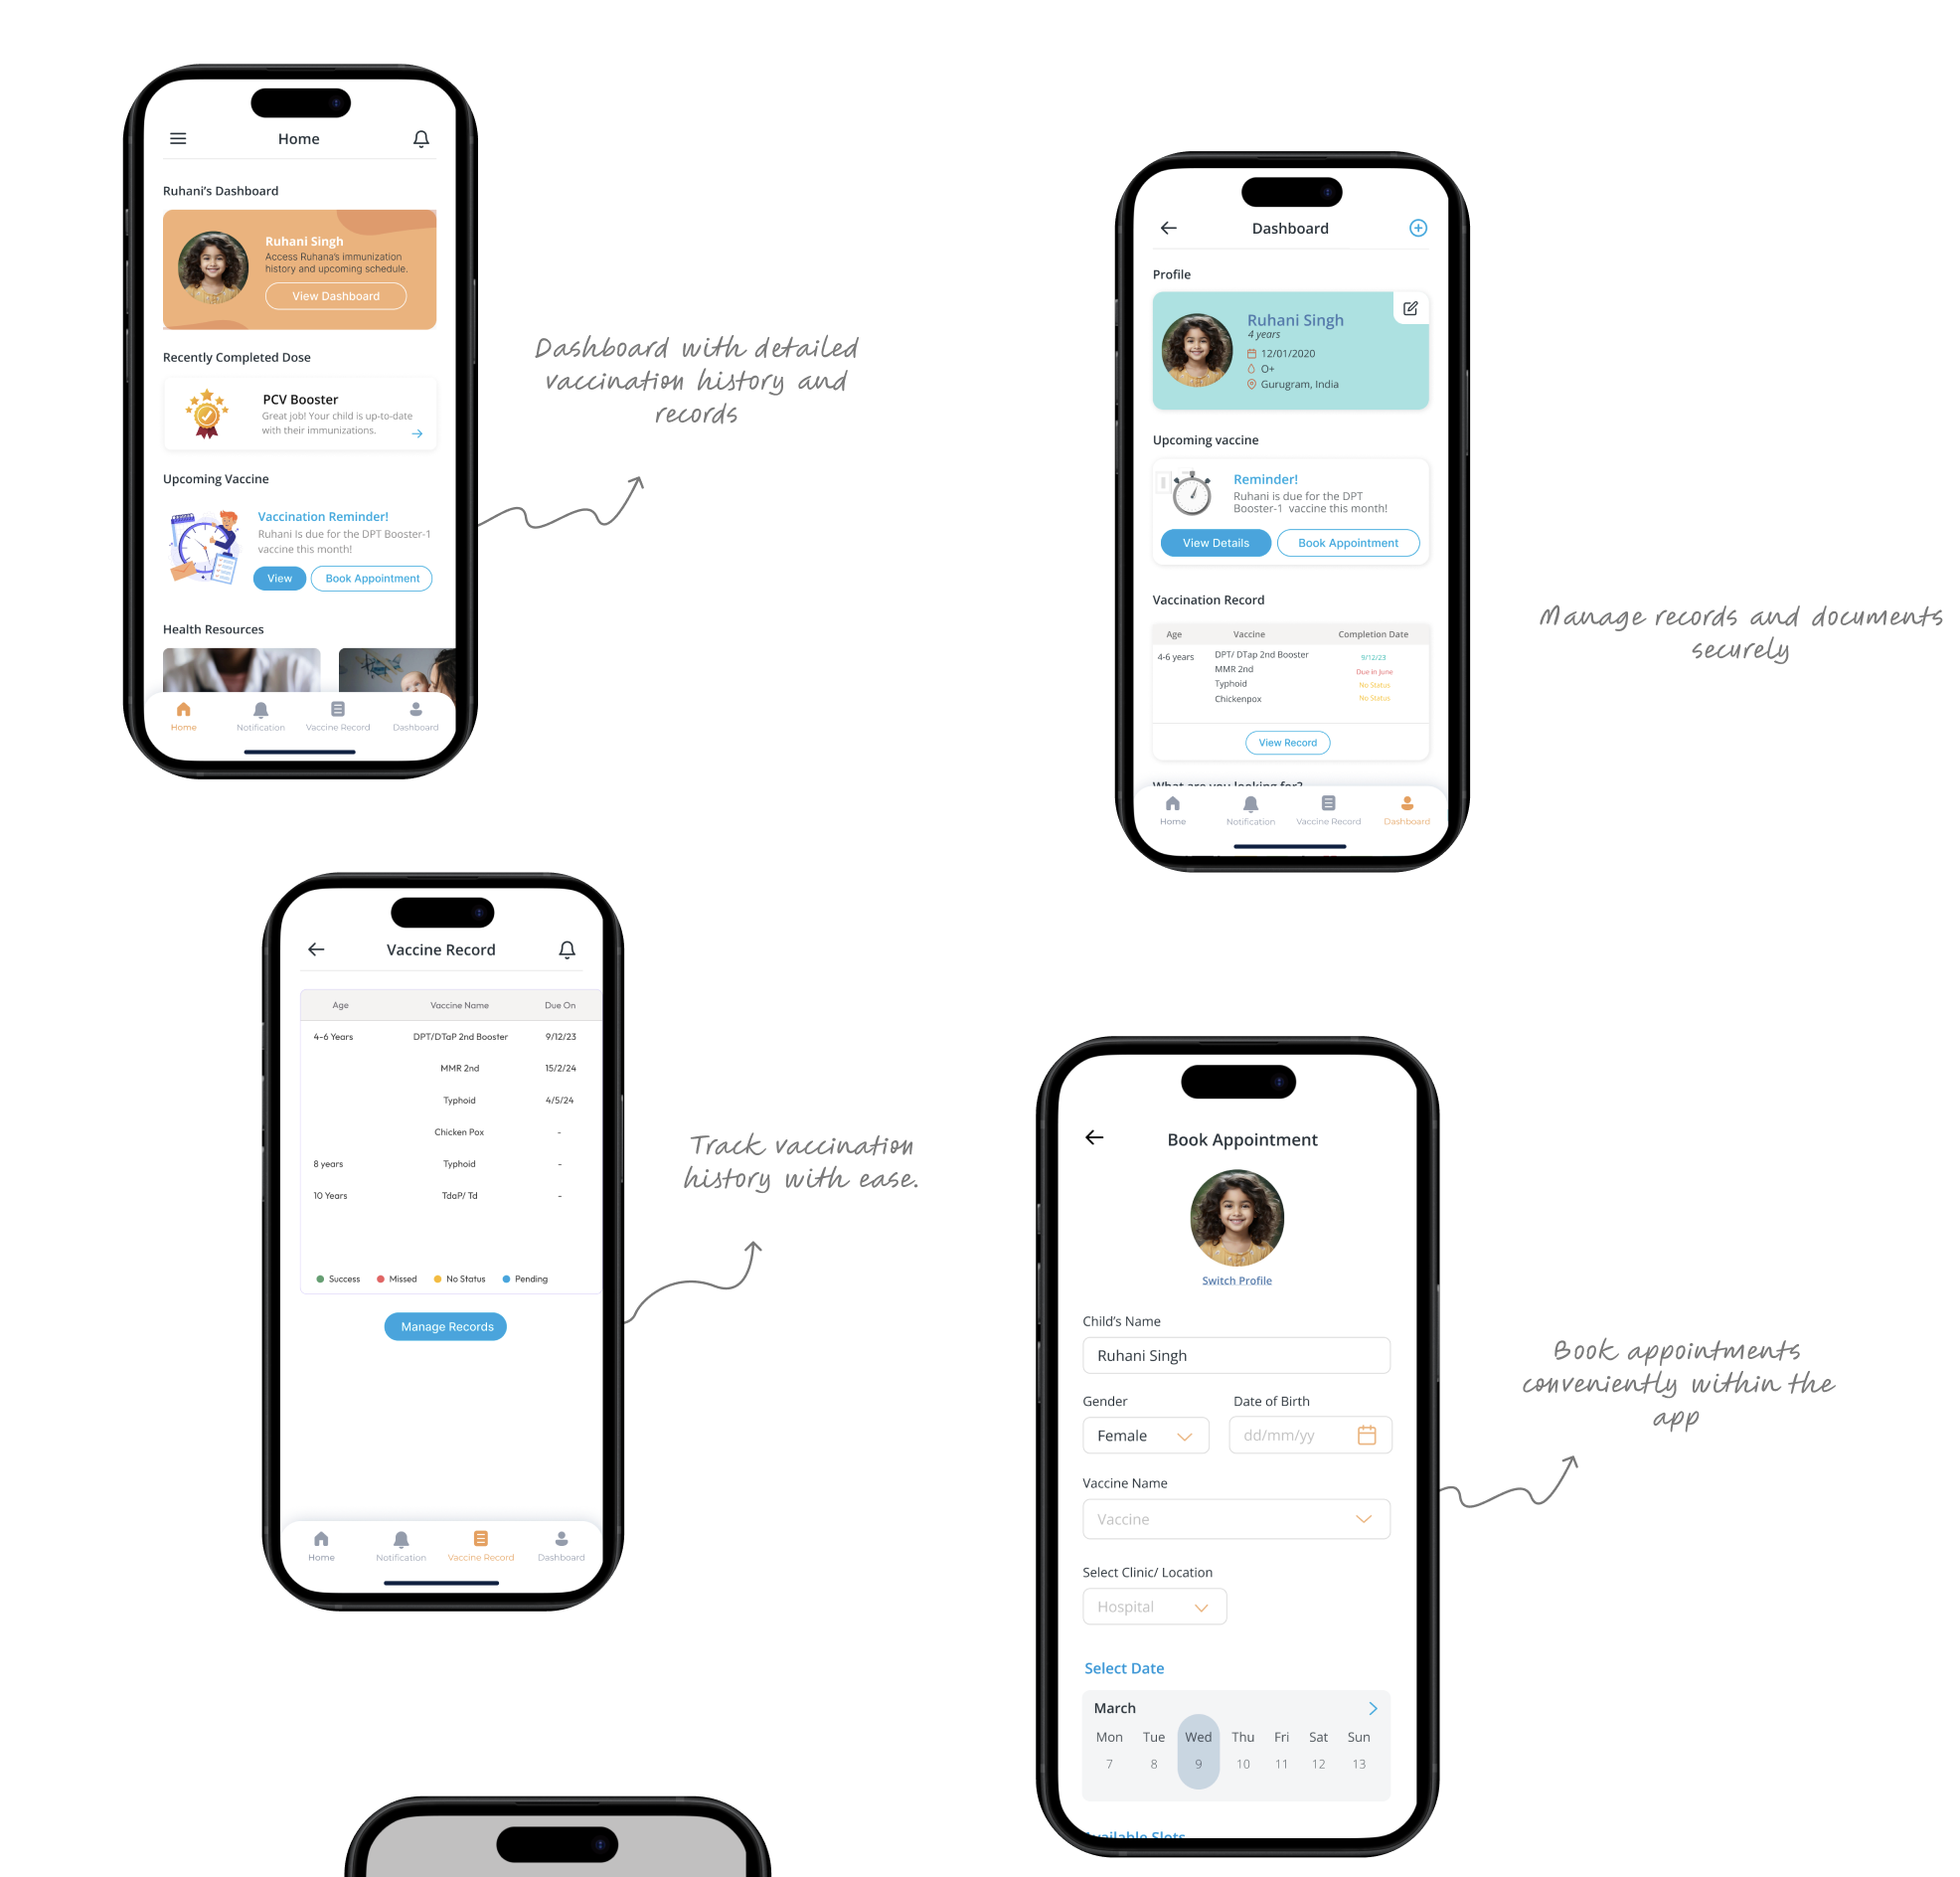 Home
Ruhani's Dashboard
Ruhani Singh
Access Ruhana's immunization
history and upcoming schedule.
View Dashboard
Recently Completed Dose
PCV Booster
Great job! Your child is up-to-date
with their immunizations.
Upcoming Vaccine
Vaccination Reminder!
Ruhani Is due for the DPT Booster-1
vaccine this month!
View Book Appointment
Health Resources
Home Notification Vaccine Record Dashboard
Dashboard with detailed
vaccination history and
records
Dashboard
Profile
Ruhani Singh
4 years
12/01/2020
O+
Gurugram, India
Upcoming vaccine
Reminder!
Ruhani is due for the DPT
Booster-1 vaccine this month!
View Details Book Appointment
Vaccination Record
Age Vaccine Completion Date
4-6 years DPT/ DTap 2nd Booster 9/12/23
MMR 2nd Due in June
Typhoid No Status
Chickenpox No Status
View Record
What are you looking for?
Home Notification Vaccine Record Dashboard
Manage records and documents
securely
Vaccine Record
Age Vaccine Name Due On
4-6 Years DPT/DTaP 2nd Booster 9/12/23
MMR 2nd 15/2/24
Typhoid 4/5/24
Chicken Pox -
8 years Typhoid -
10 Years TdaP/ Td -
Success Missed No Status Pending
Manage Records
Home Notification Vaccine Record Dashboard
Track vaccination
history with ease.
Book Appointment
Switch Profile
Child's Name
Ruhani Singh
Gender Date of Birth
Female dd/mm/yy
Vaccine Name
Vaccine
Select Clinic/ Location
Hospital
Select Date
March
Mon Tue Wed Thu Fri Sat Sun
7 8 9 10 11 12 13
Available Slots
Book appointments
conveniently within the
app